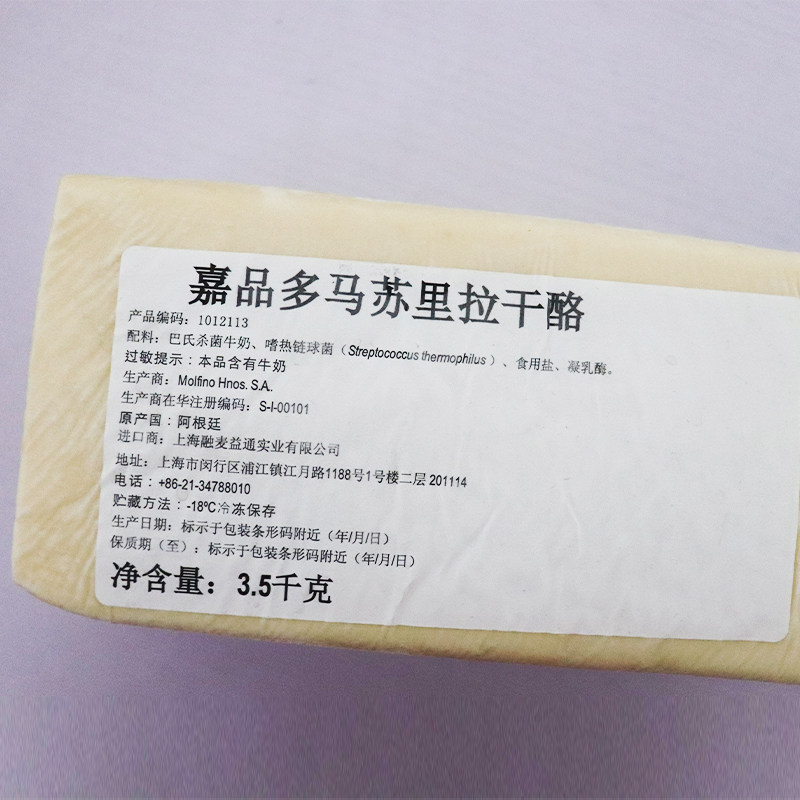 嘉品多马苏里拉干酪
产品编码：1012113
配料：巴氏杀菌牛奶、嗜热链球菌（Streptococcus thermophilus）、食用盐、凝乳酶。
过敏提示：本品含有牛奶
生产商：Molfino Hnos. S.A.
生产商在华注册编码：S-I-00101
原产国：阿根廷
进口商：上海融麦益通实业有限公司
地址：上海市闵行区浦江镇江月路1188号1号楼二层 201114
电话：+86-21-34788010
贮藏方法：-18ºC冷冻保存
生产日期：标示于包装条形码附近（年/月/日）
保质期（至）：标示于包装条形码附近（年/月/日）
净含量：3.5千克